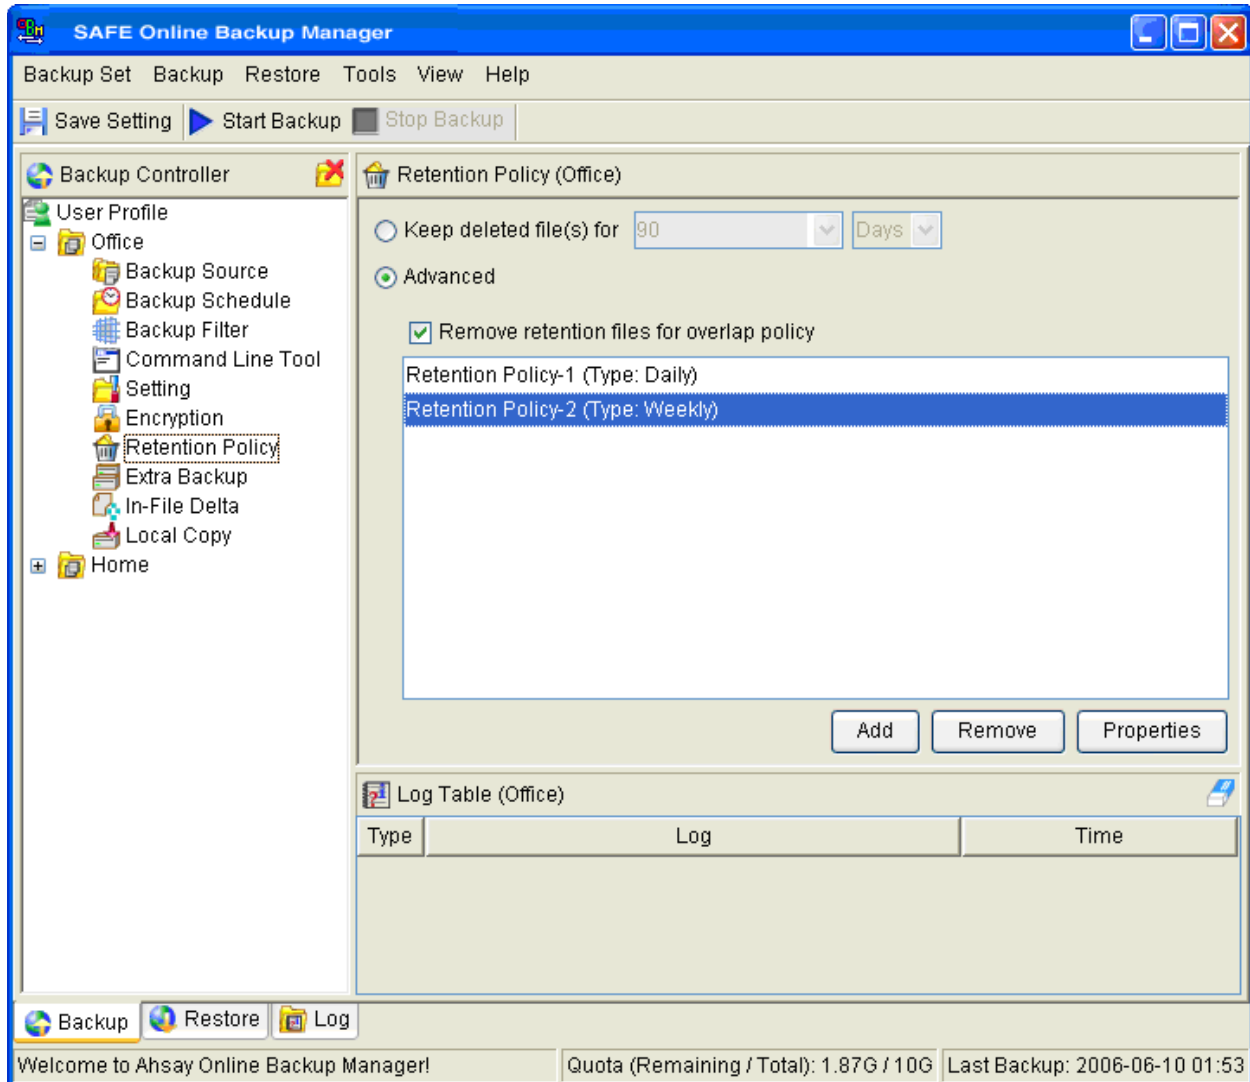 SAFE Online Backup Manager
Backup Set Backup Restore Tools View Help
Save Setting Start Backup Stop Backup
Backup Controller
User Profile
Office
Backup Source
Backup Schedule
Backup Filter
Command Line Tool
Setting
Encryption
Retention Policy
Extra Backup
In-File Delta
Local Copy
Home
Retention Policy (Office)
Keep deleted file(s) for 90 Days
Advanced
Remove retention files for overlap policy
Retention Policy-1 (Type: Daily)
Retention Policy-2 (Type: Weekly)
Add Remove Properties
Log Table (Office)
Type Log Time
Backup Restore Log
Welcome to Ahsay Online Backup Manager! Quota (Remaining / Total): 1.87G / 10G Last Backup: 2006-06-10 01:53